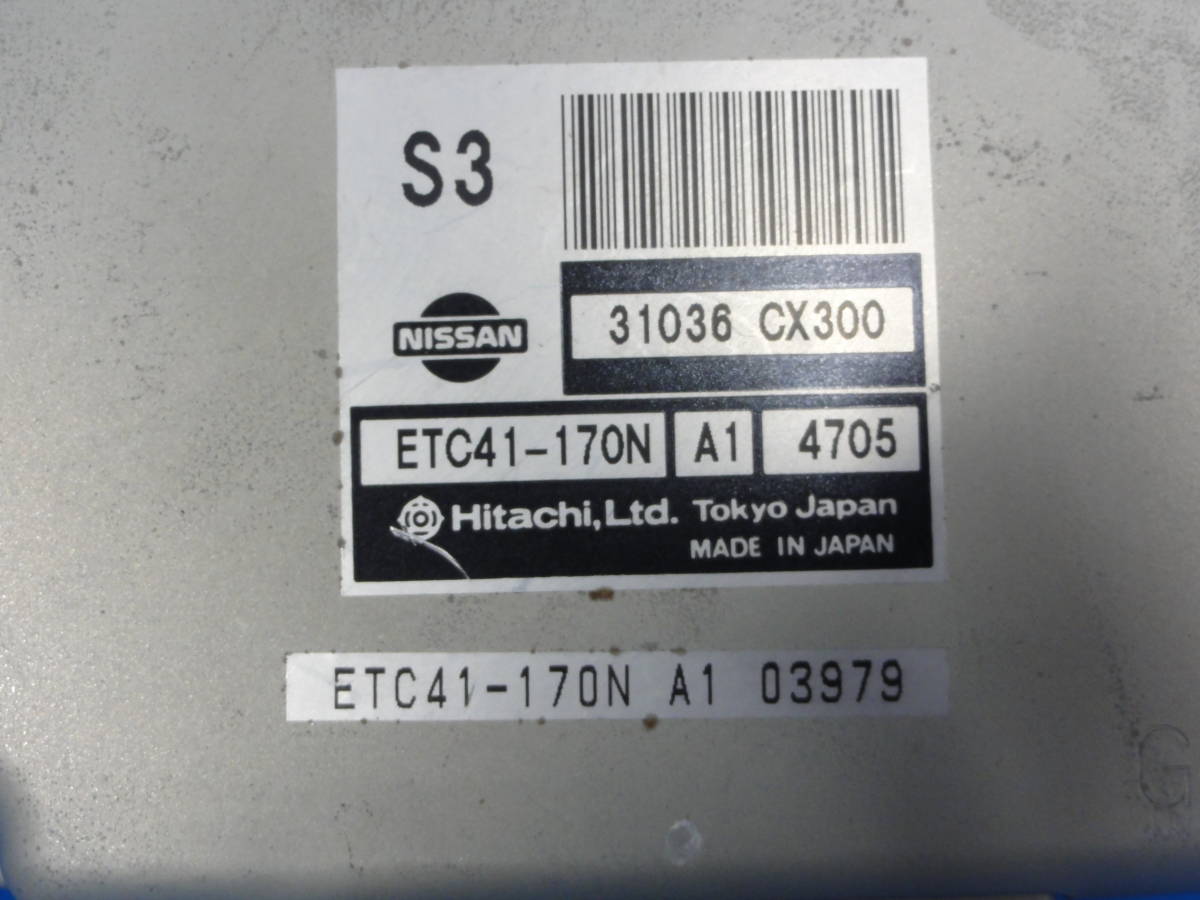 S3
NISSAN
31036 CX300
ETC41-170N A1 4705
Hitachi,Ltd. Tokyo Japan
MADE IN JAPAN
ETC41-170N A1 03979
G